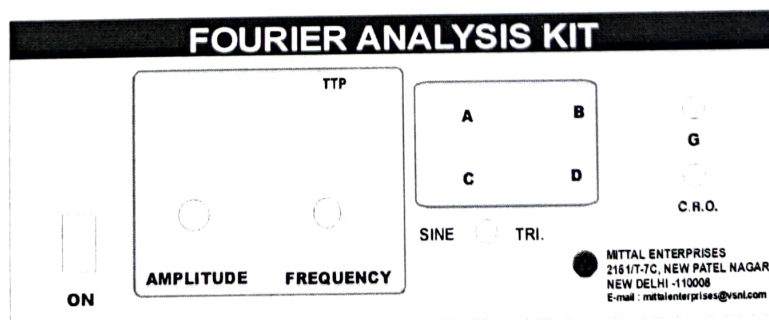 FOURIER ANALYSIS KIT
TTP
A B
G
C D
C.R.O.
SINE TRI.
AMPLITUDE FREQUENCY
ON
MITTAL ENTERPRISES
2151/T-7C, NEW PATEL NAGAR
NEW DELHI -110008
E-mail : mittalenterprises@vsnl.com